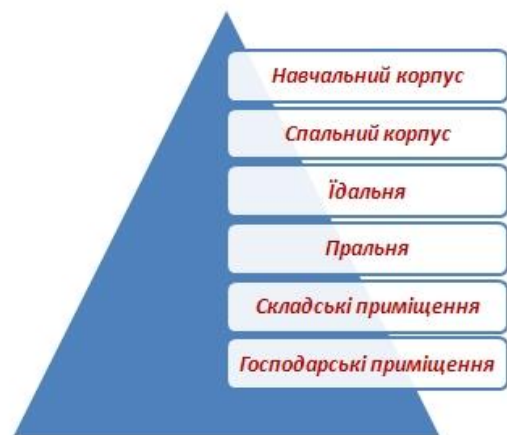 Навчальний корпус
Спальний корпус
Їдальня
Пральня
Складські приміщення
Господарські приміщення